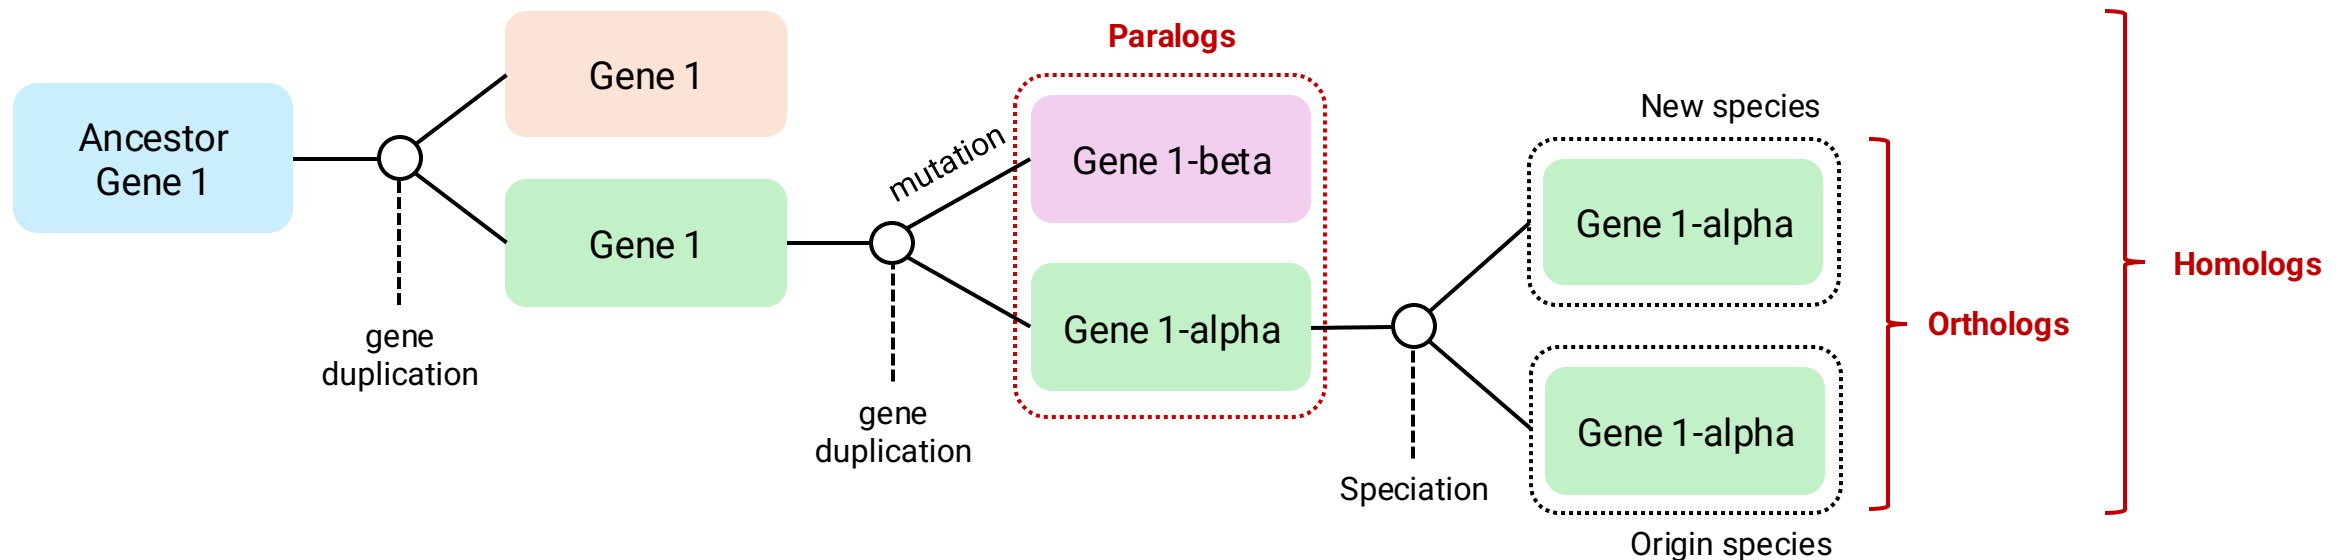 Ancestor
Gene 1
gene
duplication
Gene 1
Gene 1
mutation
gene
duplication
Paralogs
Gene 1-beta
Gene 1-alpha
Speciation
New species
Gene 1-alpha
Gene 1-alpha
Origin species
Orthologs
Homologs